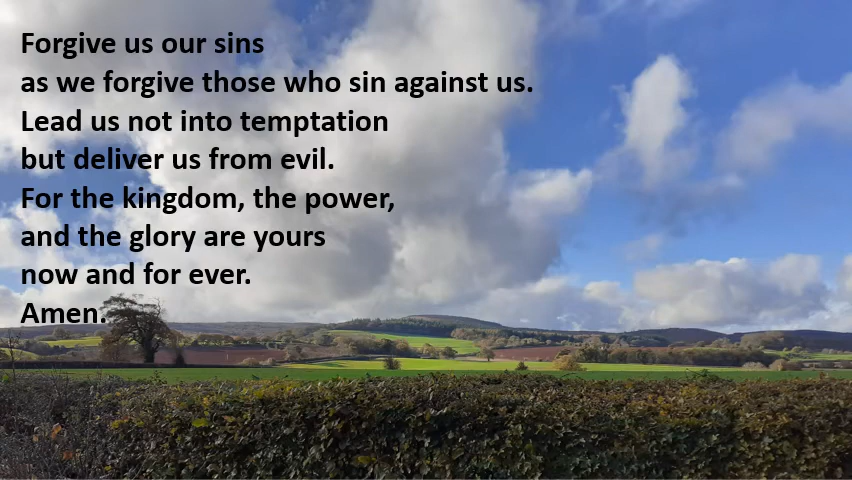 Forgive us our sins
as we forgive those who sin against us.
Lead us not into temptation
but deliver us from evil.
For the kingdom, the power,
and the glory are yours
now and for ever.
Amen.